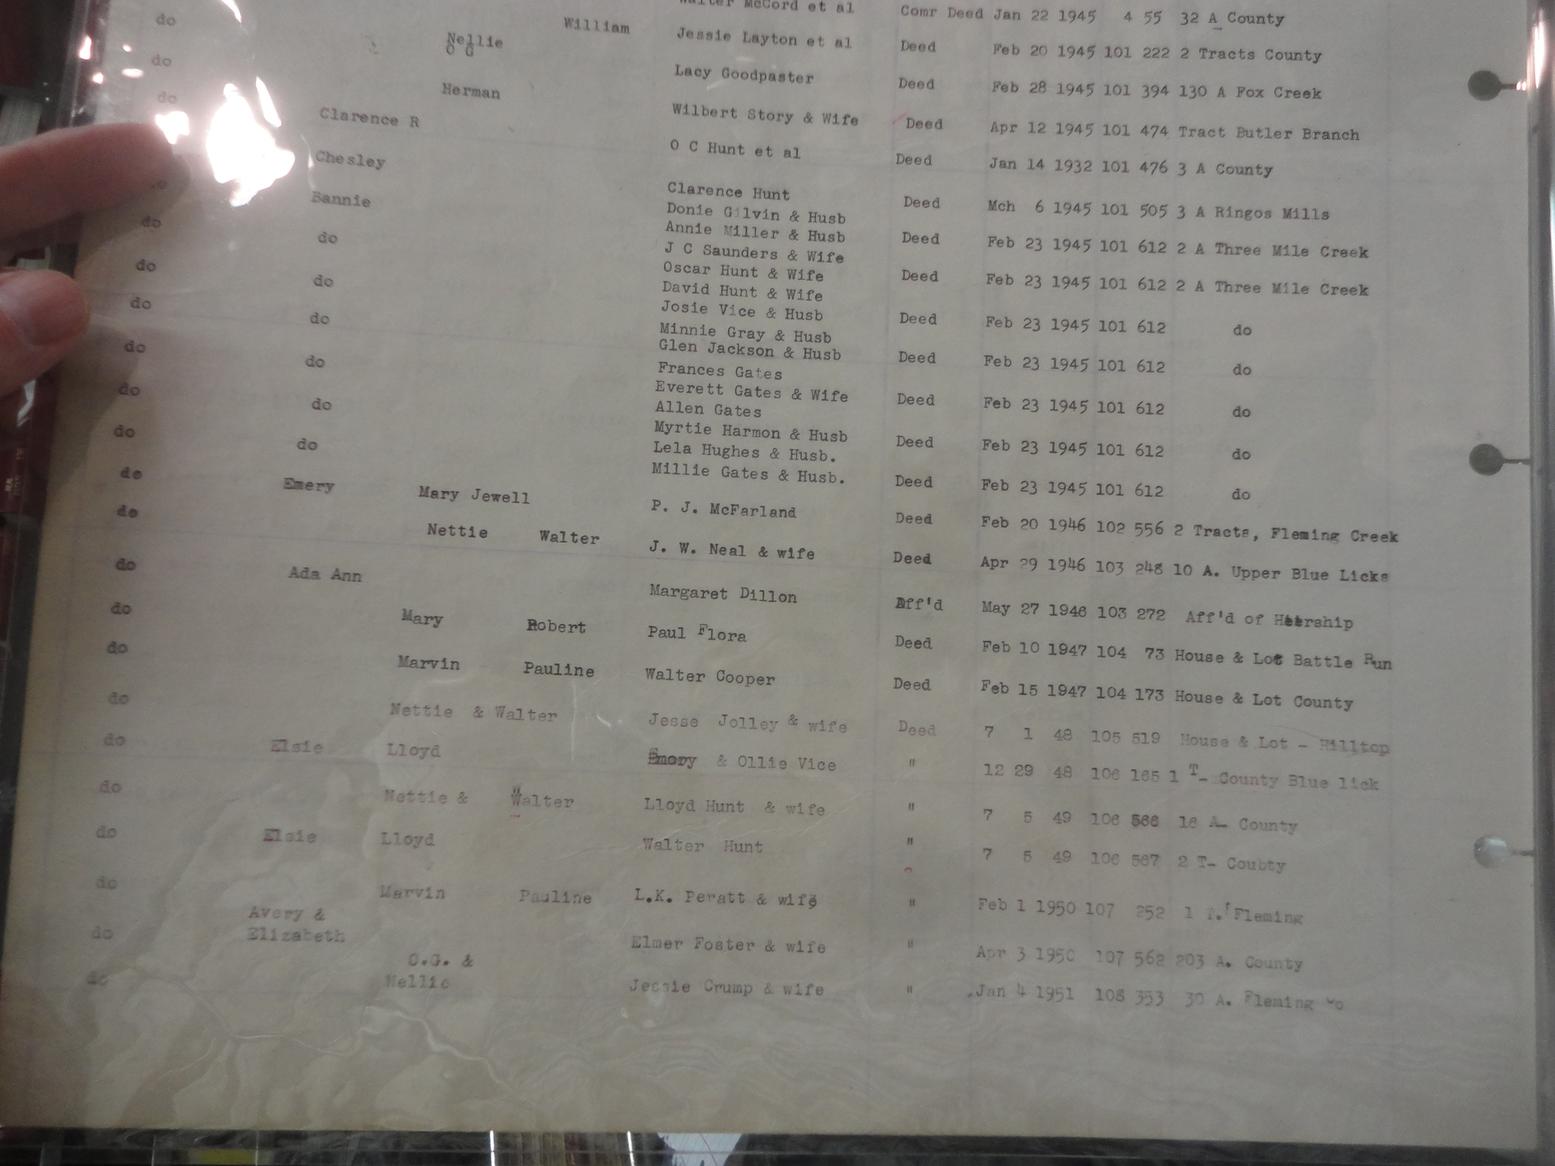 do William Walter McCord et al Comr Deed Jan 22 1945 4 55 32 A County
do Nellie O G Jessie Layton et al Deed Feb 20 1945 101 222 2 Tracts County
do Herman Lacy Goodpaster Deed Feb 28 1945 101 394 130 A Fox Creek
Clarence R Wilbert Story & Wife Deed Apr 12 1945 101 474 Tract Butler Branch
Chesley O C Hunt et al Deed Jan 14 1932 101 476 3 A County
do Bannie Clarence Hunt Deed Mch 6 1945 101 505 3 A Ringos Mills
Donie Gilvin & Husb
do do Annie Miller & Husb Deed Feb 23 1945 101 612 2 A Three Mile Creek
J C Saunders & Wife
do do Oscar Hunt & Wife Deed Feb 23 1945 101 612 2 A Three Mile Creek
David Hunt & Wife
do do Josie Vice & Husb Deed Feb 23 1945 101 612 do
Minnie Gray & Husb
do do Glen Jackson & Husb Deed Feb 23 1945 101 612 do
Frances Gates
do do Everett Gates & Wife Deed Feb 23 1945 101 612 do
Allen Gates
do do Myrtie Harmon & Husb Deed Feb 23 1945 101 612 do
Lela Hughes & Husb.
Millie Gates & Husb. Deed Feb 23 1945 101 612 do
do Emery Mary Jewell P. J. McFarland Deed Feb 20 1946 102 556 2 Tracts, Fleming Creek
do Nettie Walter J. W. Neal & wife Deed Apr 29 1946 103 248 10 A. Upper Blue Licks
do Ada Ann Margaret Dillon Aff'd May 27 1946 103 272 Aff'd of Heirship
do Mary Robert Paul Flora Deed Feb 10 1947 104 73 House & Lot Battle Run
do Marvin Pauline Walter Cooper Deed Feb 15 1947 104 173 House & Lot County
do Nettie & Walter Jesse Jolley & wife Deed 7 1 48 105 519 House & Lot - Hilltop
do Elsie Lloyd Emory & Ollie Vice " 12 29 48 106 165 1 T- County Blue lick
do Nettie & Walter Lloyd Hunt & wife " 7 5 49 106 566 16 A- County
do Elsie Lloyd Walter Hunt " 7 5 49 106 567 2 T- Coubty
do Marvin Pauline L.K. Peratt & wife " Feb 1 1950 107 252 1 T. Fleming
Avery &
do Elizabeth Elmer Foster & wife " Apr 3 1950 107 562 203 A. County
O.G. &
do Nellie Jessie Crump & wife " Jan 4 1951 108 353 30 A. Fleming Co